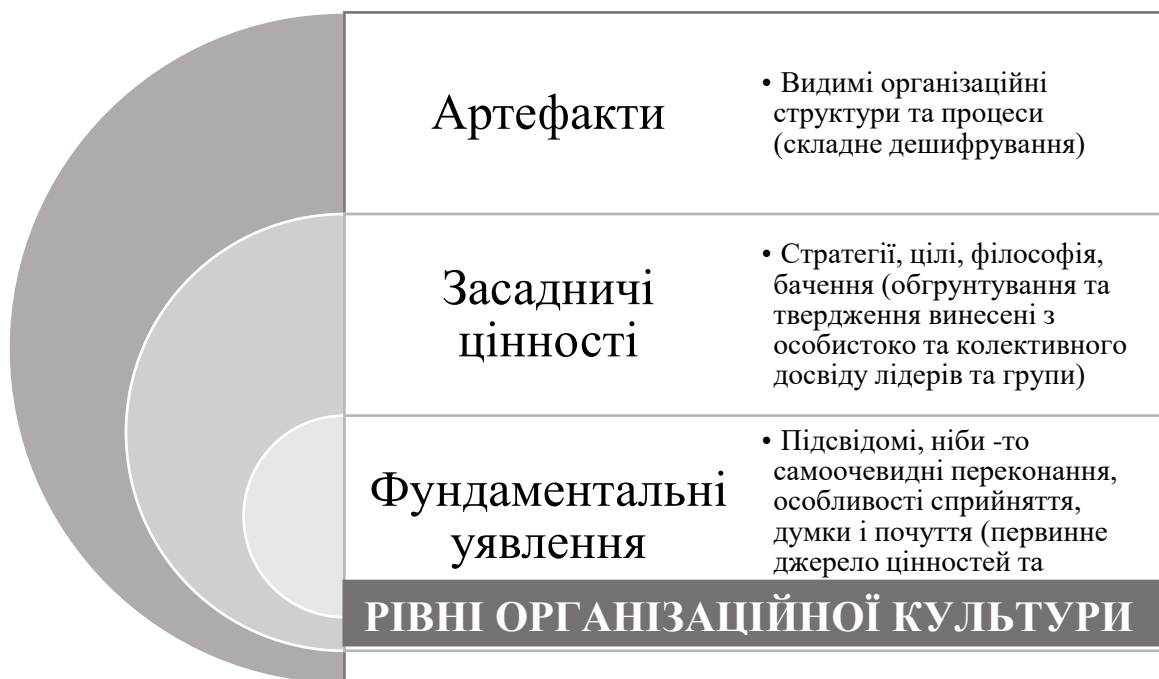 Артефакти
• Видимі організаційні
структури та процеси
(складне дешифрування)
Засадничі
цінності
• Стратегії, цілі, філософія,
бачення (обгрунтування та
твердження винесені з
особистоко та колективного
досвіду лідерів та групи)
Фундаментальні
уявлення
• Підсвідомі, ніби -то
самоочевидні переконання,
особливості сприйняття,
думки і почуття (первинне
джерело цінностей та
РІВНІ ОРГАНІЗАЦІЙНОЇ КУЛЬТУРИ